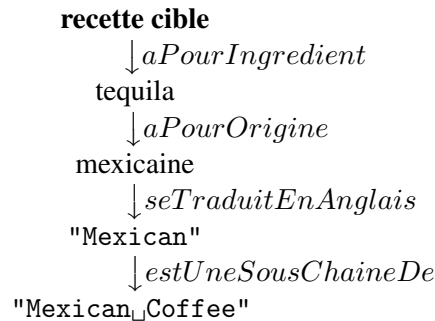 recette cible
↓aPourIngredient
tequila
↓aPourOrigine
mexicaine
↓seTraduitEnAnglais
"Mexican"
↓estUneSousChaineDe
"Mexican␣Coffee"